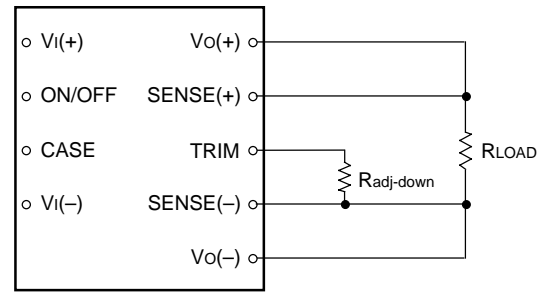 VI(+) VO(+)
ON/OFF SENSE(+)
CASE TRIM
VI(–) SENSE(–)
VO(–)
Radj-down
RLOAD